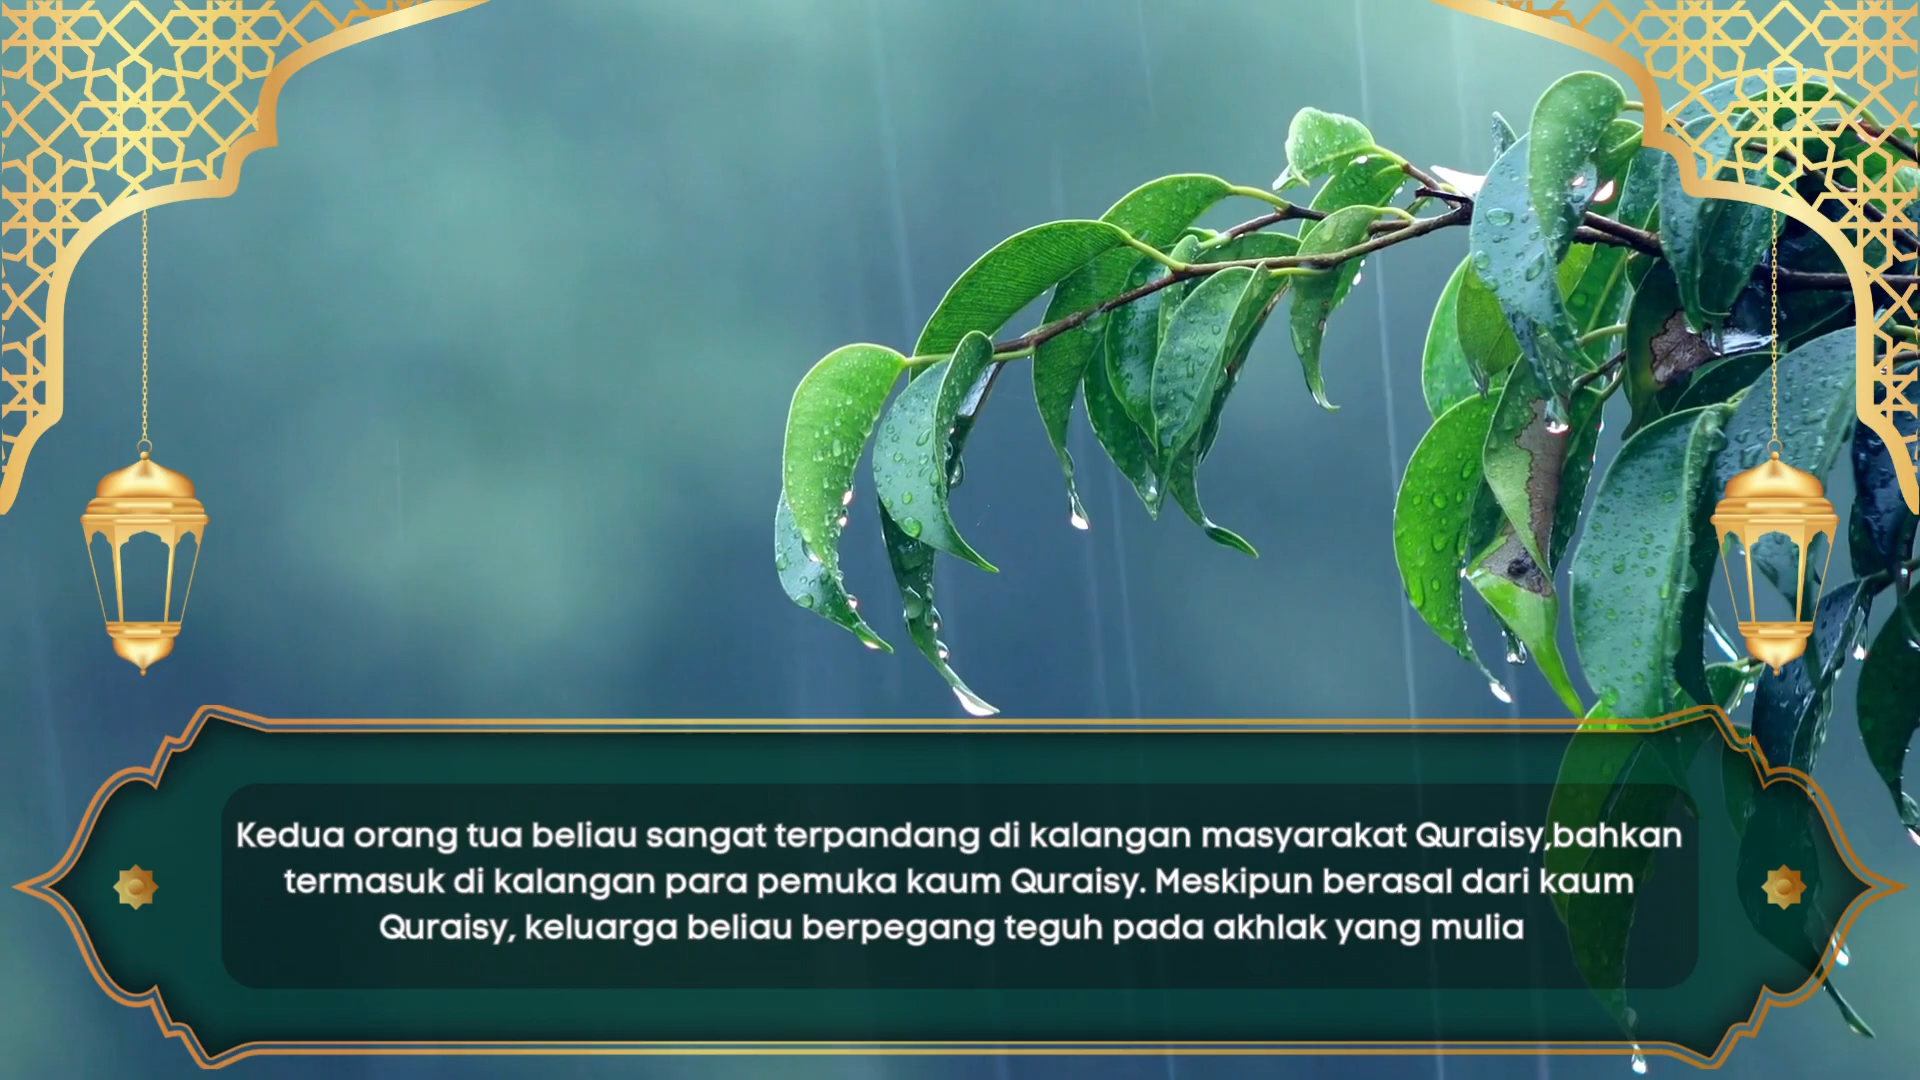 Kedua orang tua beliau sangat terpandang di kalangan masyarakat Quraisy,bahkan
termasuk di kalangan para pemuka kaum Quraisy. Meskipun berasal dari kaum
Quraisy, keluarga beliau berpegang teguh pada akhlak yang mulia